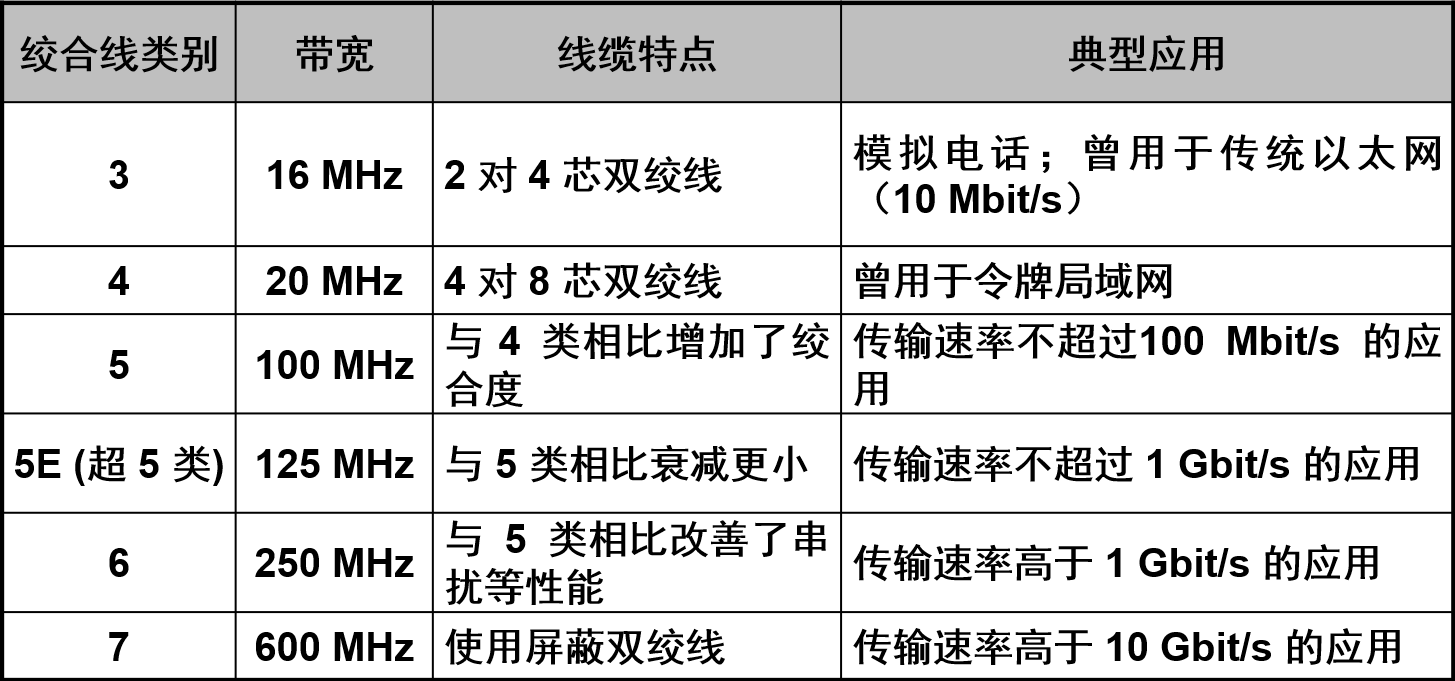 绞合线类别 带宽 线缆特点 典型应用
3 16 MHz 2 对 4 芯双绞线 模拟电话；曾用于传统以太网
（10 Mbit/s）
4 20 MHz 4 对 8 芯双绞线 曾用于令牌局域网
5 100 MHz 与 4 类相比增加了绞
合度
传输速率不超过100 Mbit/s 的应
用
5E (超 5 类) 125 MHz 与 5 类相比衰减更小 传输速率不超过 1 Gbit/s 的应用
6 250 MHz 与 5 类相比改善了串
扰等性能
传输速率高于 1 Gbit/s 的应用
7 600 MHz 使用屏蔽双绞线 传输速率高于 10 Gbit/s 的应用